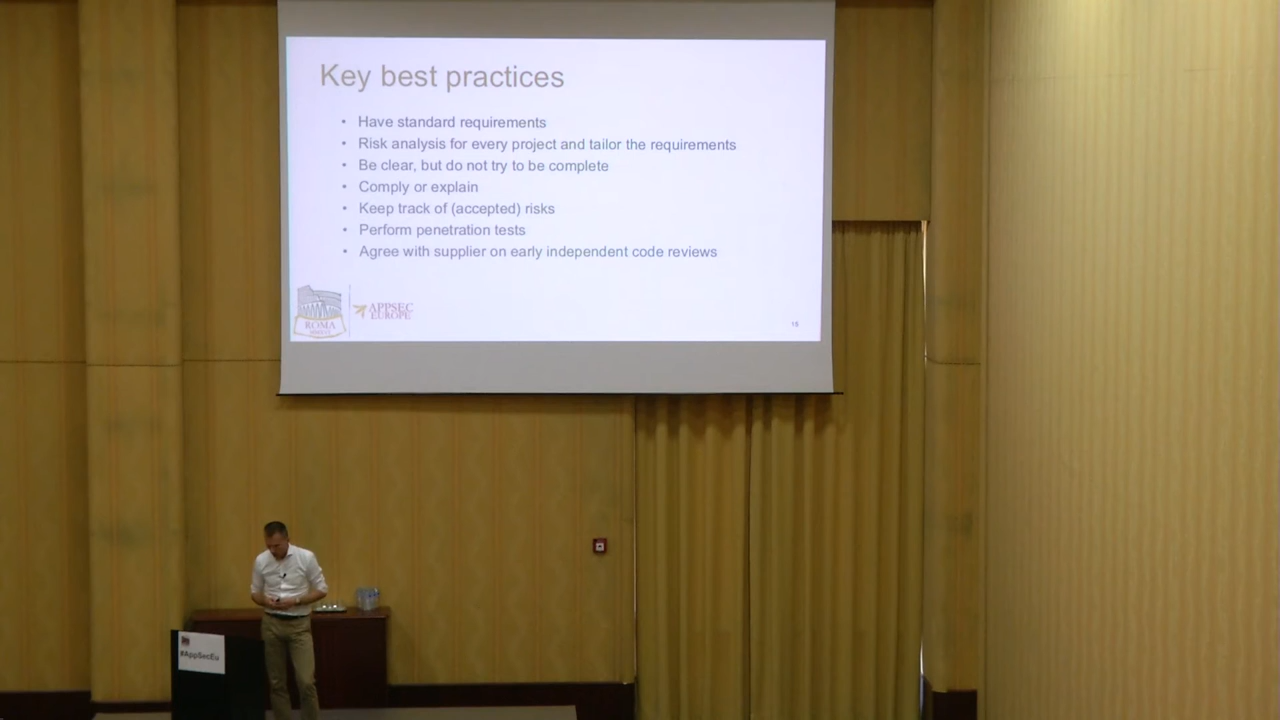 Key best practices
• Have standard requirements
• Risk analysis for every project and tailor the requirements
• Be clear, but do not try to be complete
• Comply or explain
• Keep track of (accepted) risks
• Perform penetration tests
• Agree with supplier on early independent code reviews
ROMA
APPSEC
EUROPE
15
#AppSecEu